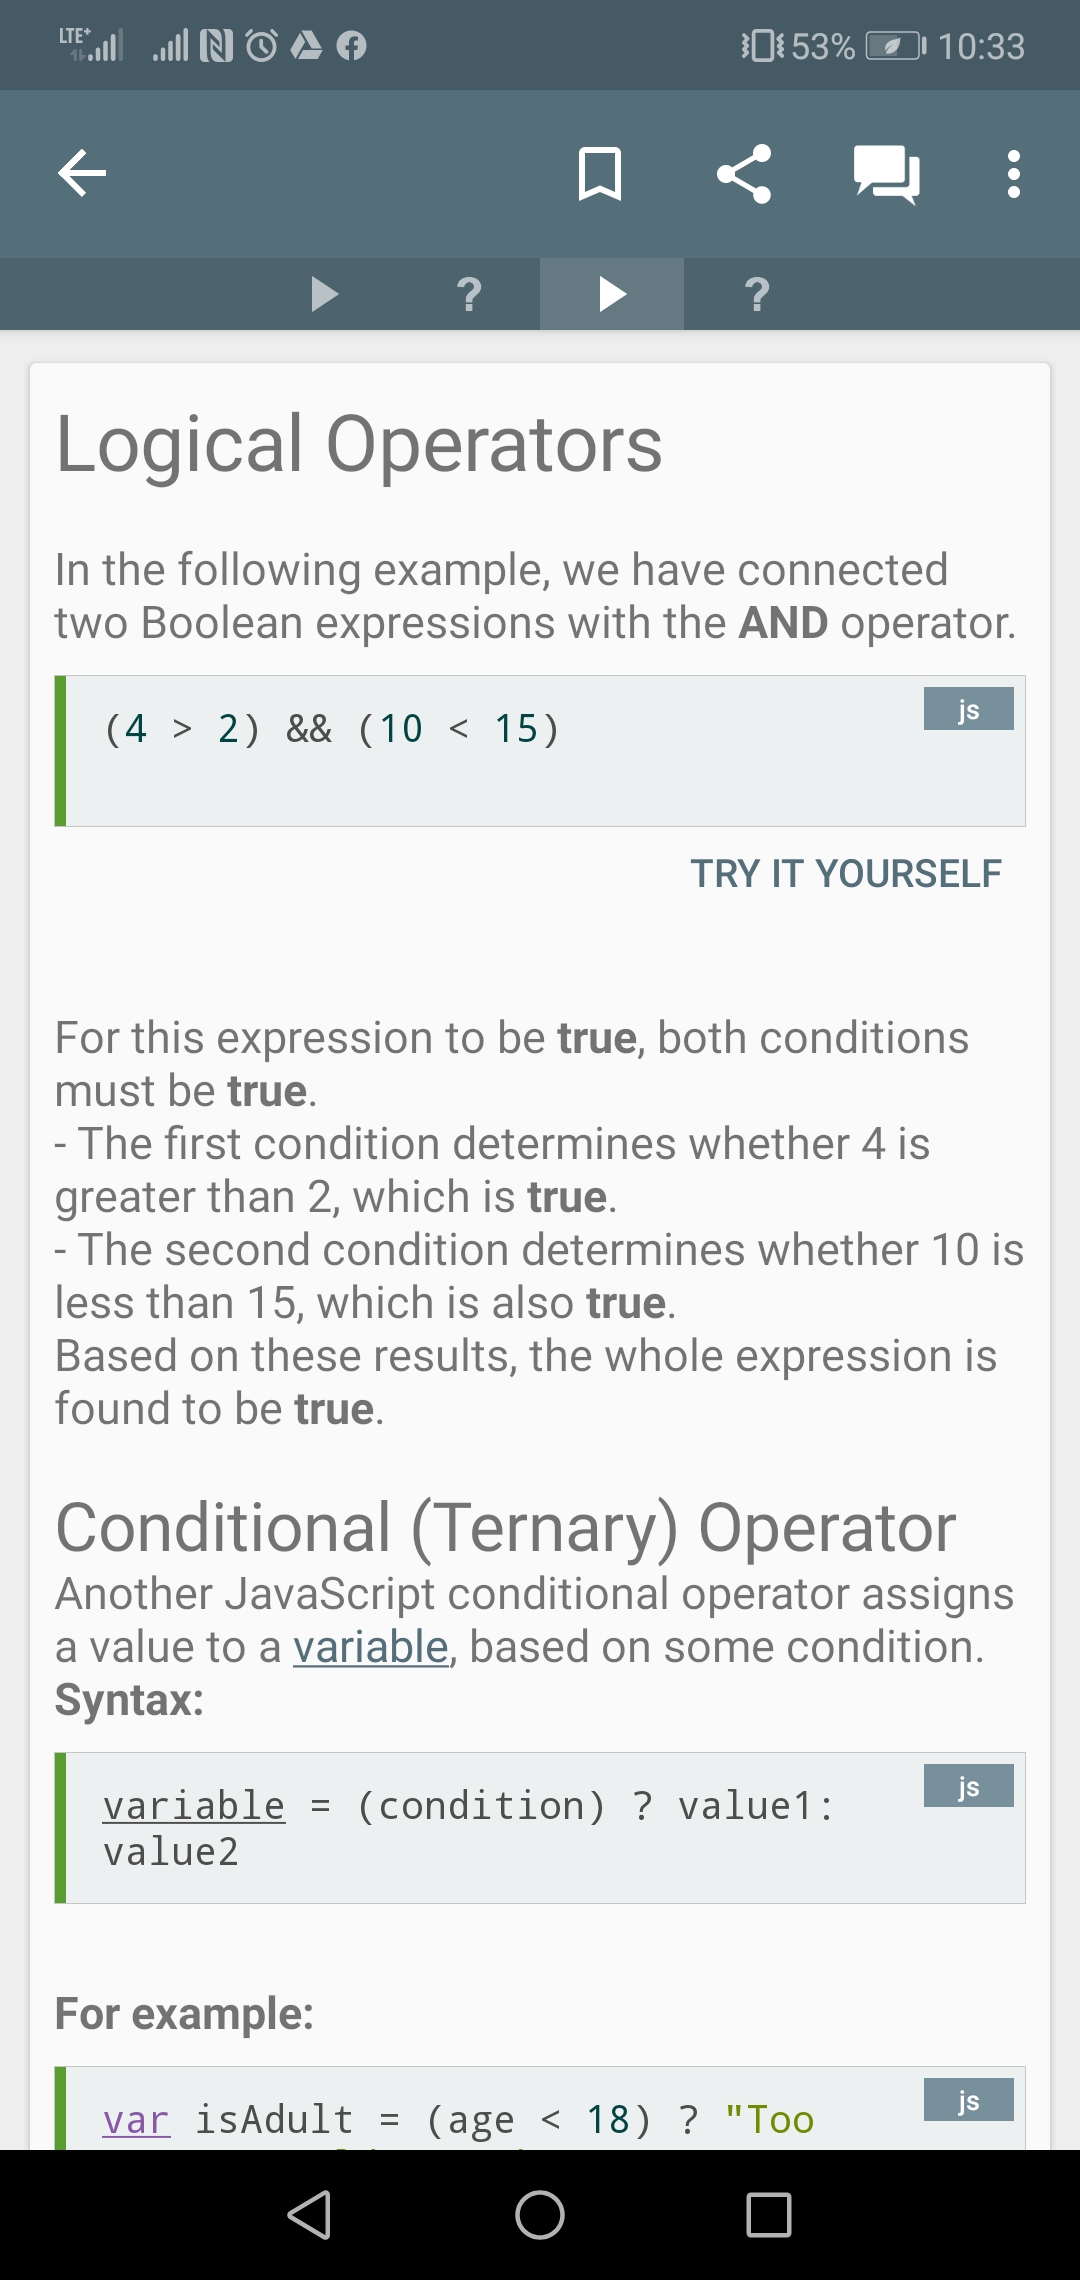 LTE+ 53% 10:33
? ?
Logical Operators
In the following example, we have connected
two Boolean expressions with the AND operator.
js
(4 > 2) && (10 < 15)
TRY IT YOURSELF
For this expression to be true, both conditions
must be true.
- The first condition determines whether 4 is
greater than 2, which is true.
- The second condition determines whether 10 is
less than 15, which is also true.
Based on these results, the whole expression is
found to be true.
Conditional (Ternary) Operator
Another JavaScript conditional operator assigns
a value to a variable, based on some condition.
Syntax:
js
variable = (condition) ? value1:
value2
For example:
js
var isAdult = (age < 18) ? "Too